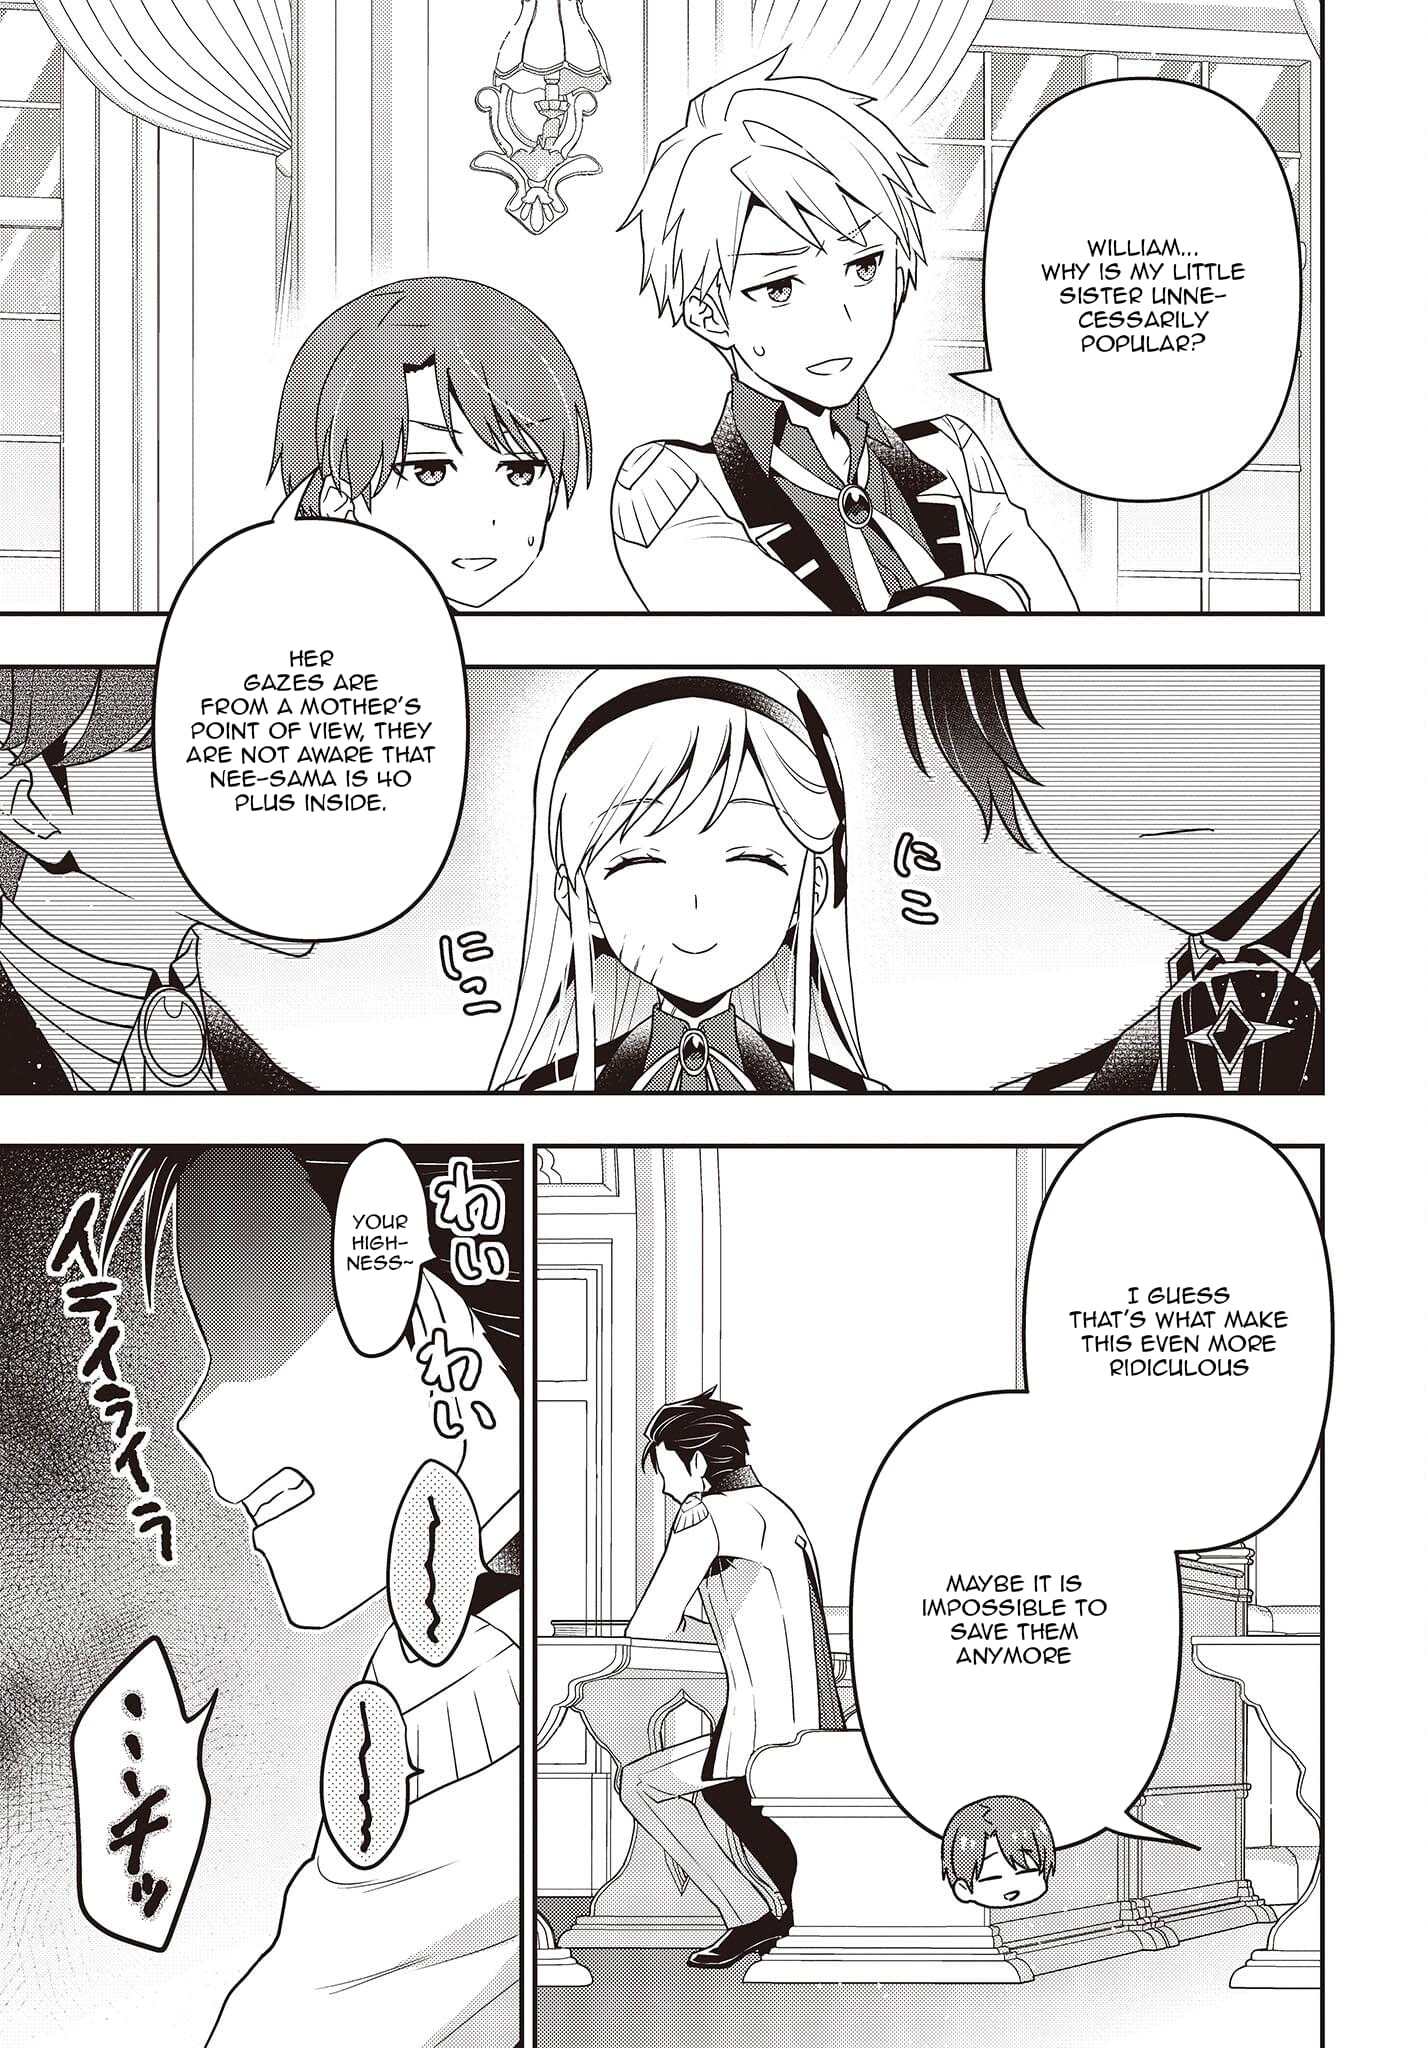 WILLIAM...
WHY IS MY LITTLE
SISTER UNNE-
CESSARILY
POPULAR?
HER
GAZES ARE
FROM A MOTHER'S
POINT OF VIEW, THEY
ARE NOT AWARE THAT
NEE-SAMA IS 40
PLUS INSIDE.
にこ
にこ
I GUESS
THAT'S WHAT MAKE
THIS EVEN MORE
RIDICULOUS
MAYBE IT IS
IMPOSSIBLE TO
SAVE THEM
ANYMORE
わい
わい
YOUR
HIGH-
NESS~
イライライライラ
・・・・チッ